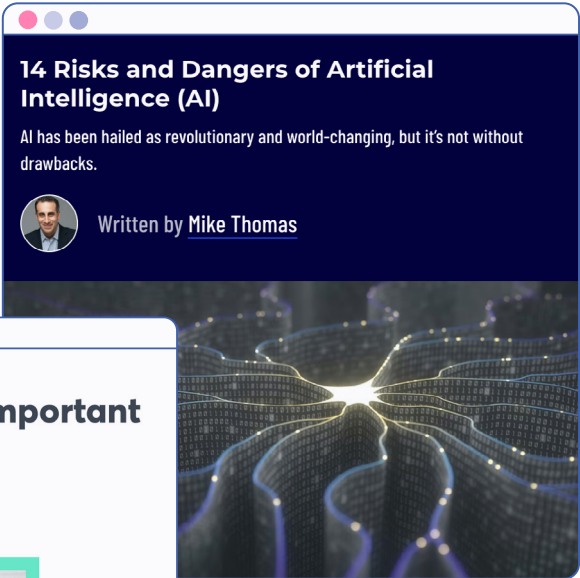 14 Risks and Dangers of Artificial
Intelligence (AI)
AI has been hailed as revolutionary and world-changing, but it's not without
drawbacks.
Written by Mike Thomas
mportant